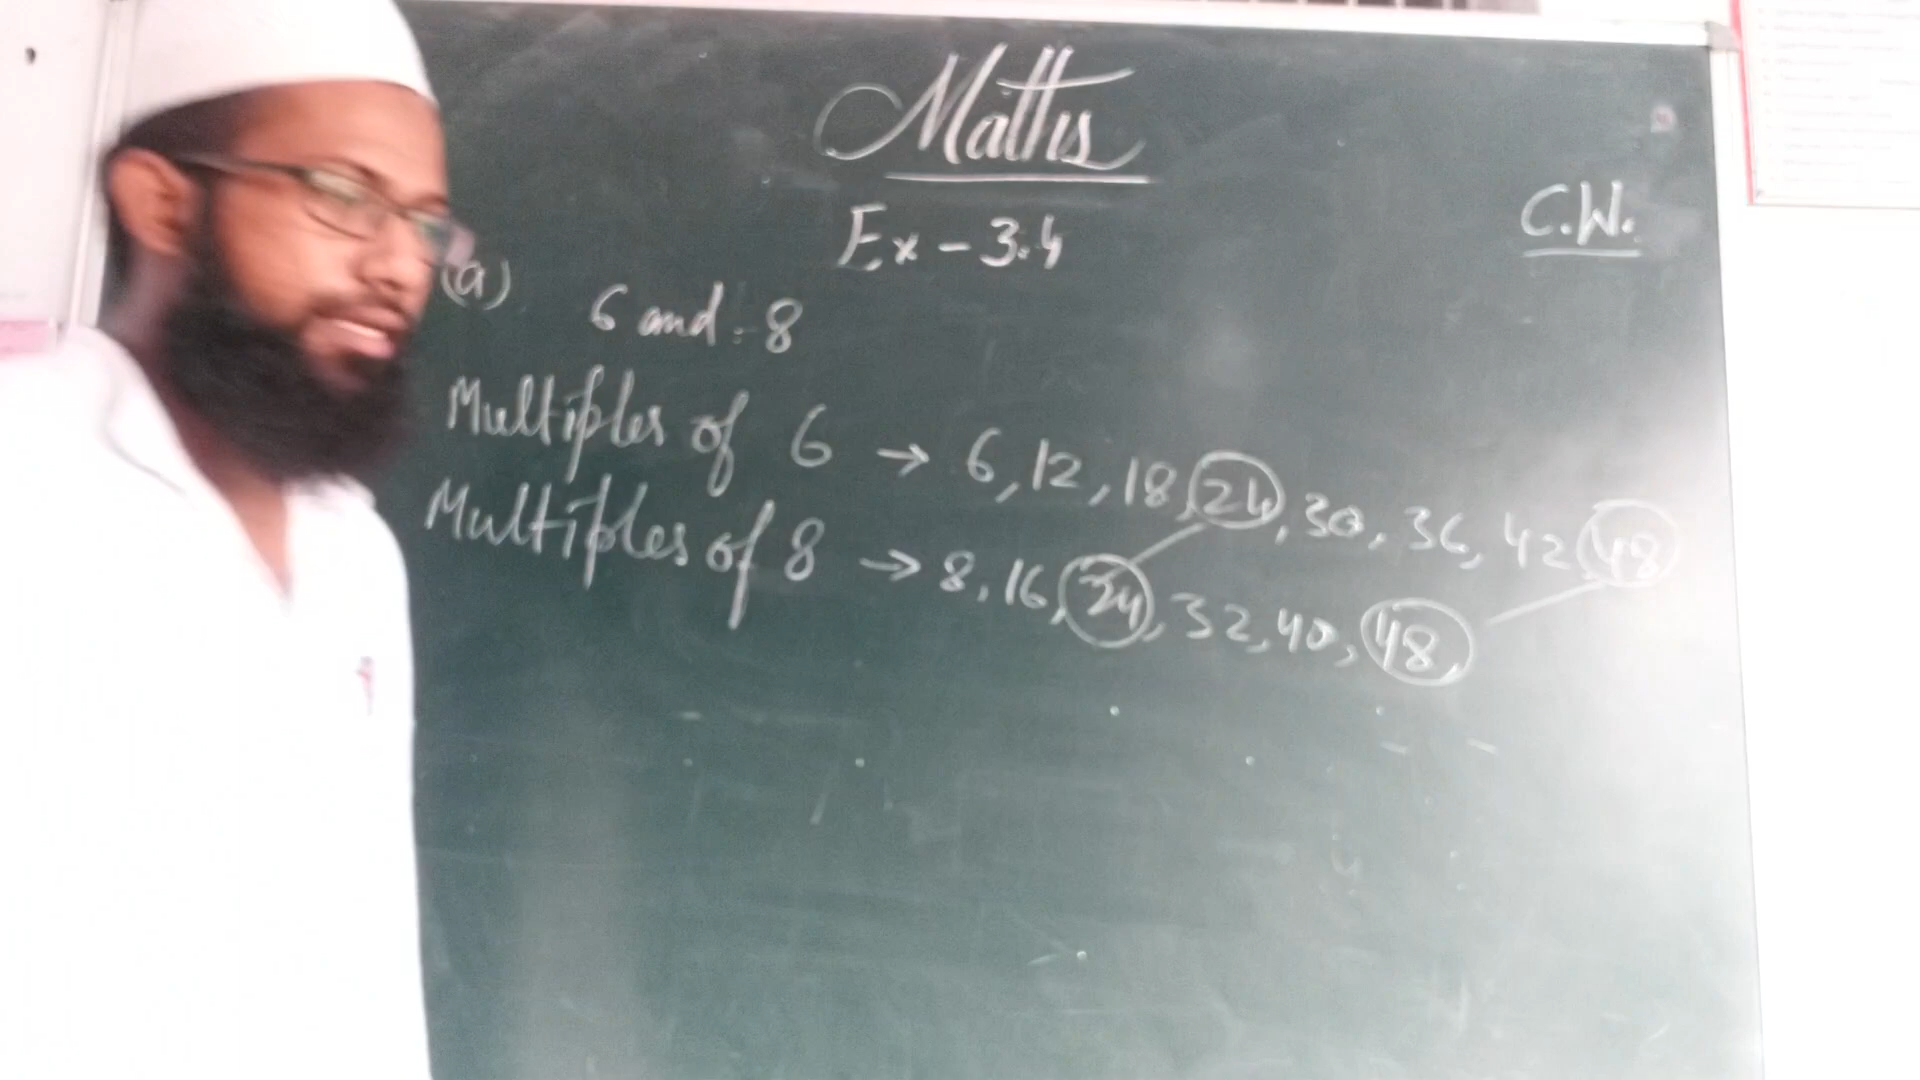 Maths
C.W.
Ex - 3.4
(a) 6 and 8
Multiples of 6 → 6, 12, 18, 24, 30, 36, 42, 48
Multiples of 8 → 8, 16, 24, 32, 40, 48,